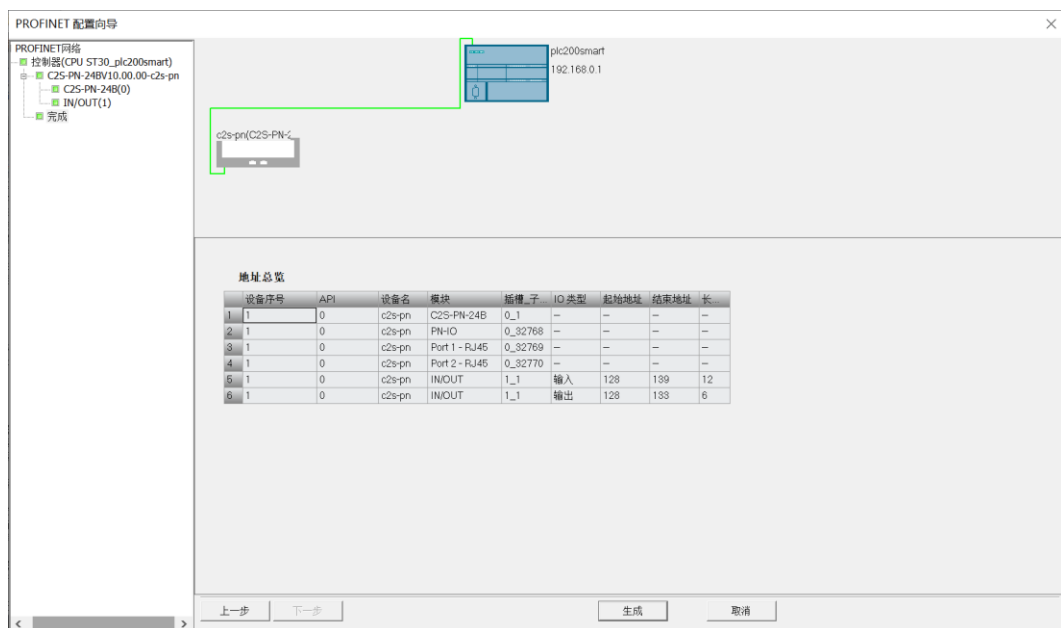 PROFINET 配置向导
PROFINET网络
控制器(CPU ST30_plc200smart)
C2S-PN-24BV10.00.00-c2s-pn
C2S-PN-24B(0)
IN/OUT(1)
完成
plc200smart
192.168.0.1
c2s-pn(C2S-PN-2
地址总览
设备序号 API 设备名 模块 插槽_子... IO 类型 起始地址 结束地址 长...
1 1 0 c2s-pn C2S-PN-24B 0_1 – – –
2 1 0 c2s-pn PN-IO 0_32768 – – – –
3 1 0 c2s-pn Port 1 - RJ45 0_32769 – – – –
4 1 0 c2s-pn Port 2 - RJ45 0_32770 – – – –
5 1 0 c2s-pn IN/OUT 1_1 输入 128 139 12
6 1 0 c2s-pn IN/OUT 1_1 输出 128 133 6
上一步 下一步 生成 取消